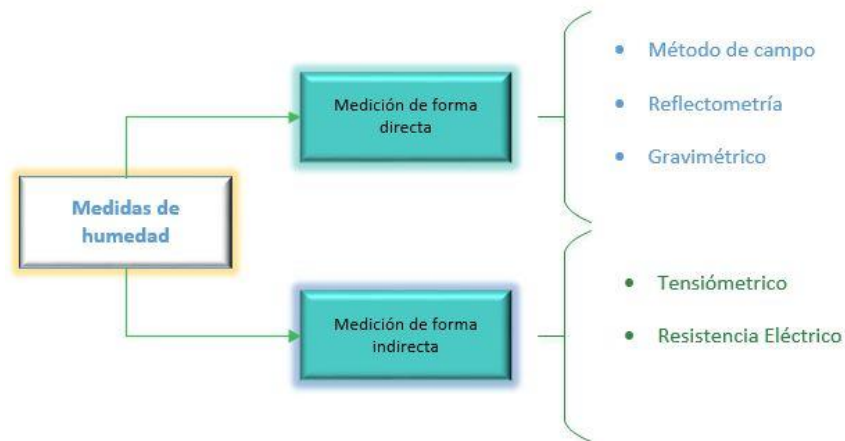 Medidas de
humedad
Medición de forma
directa
Método de campo
Reflectometría
Gravimétrico
Medición de forma
indirecta
Tensiómetrico
Resistencia Eléctrico